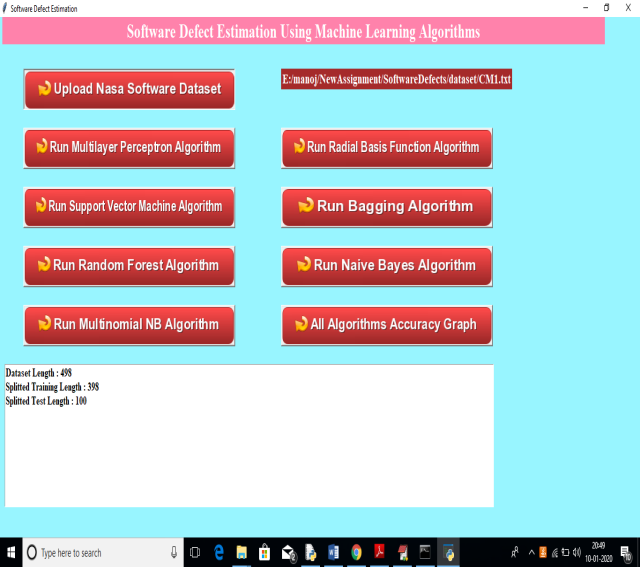 Software Defect Estimation
Software Defect Estimation Using Machine Learning Algorithms
Upload Nasa Software Dataset
E:/manoj/NewAssignment/SoftwareDefects/dataset/CM1.txt
Run Multilayer Perceptron Algorithm
Run Radial Basis Function Algorithm
Run Support Vector Machine Algorithm
Run Bagging Algorithm
Run Random Forest Algorithm
Run Naive Bayes Algorithm
Run Multinomial NB Algorithm
All Algorithms Accuracy Graph
Dataset Length : 498
Splitted Training Length : 398
Splitted Test Length : 100
Type here to search
20:49
10-01-2020